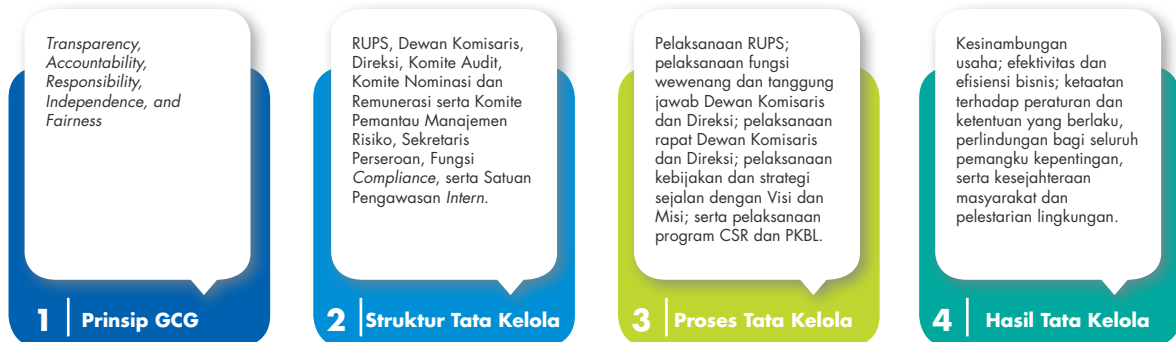 Transparency,
Accountability,
Responsibility,
Independence, and
Fairness
1 Prinsip GCG
RUPS, Dewan Komisaris,
Direksi, Komite Audit,
Komite Nominasi dan
Remunerasi serta Komite
Pemantau Manajemen
Risiko, Sekretaris
Perseroan, Fungsi
Compliance, serta Satuan
Pengawasan Intern.
2 Struktur Tata Kelola
Pelaksanaan RUPS;
pelaksanaan fungsi
wewenang dan tanggung
jawab Dewan Komisaris
dan Direksi; pelaksanaan
rapat Dewan Komisaris
dan Direksi; pelaksanaan
kebijakan dan strategi
sejalan dengan Visi dan
Misi; serta pelaksanaan
program CSR dan PKBL.
3 Proses Tata Kelola
Kesinambungan
usaha; efektivitas dan
efisiensi bisnis; ketaatan
terhadap peraturan dan
ketentuan yang berlaku,
perlindungan bagi seluruh
pemangku kepentingan,
serta kesejahteraan
masyarakat dan
pelestarian lingkungan.
4 Hasil Tata Kelola